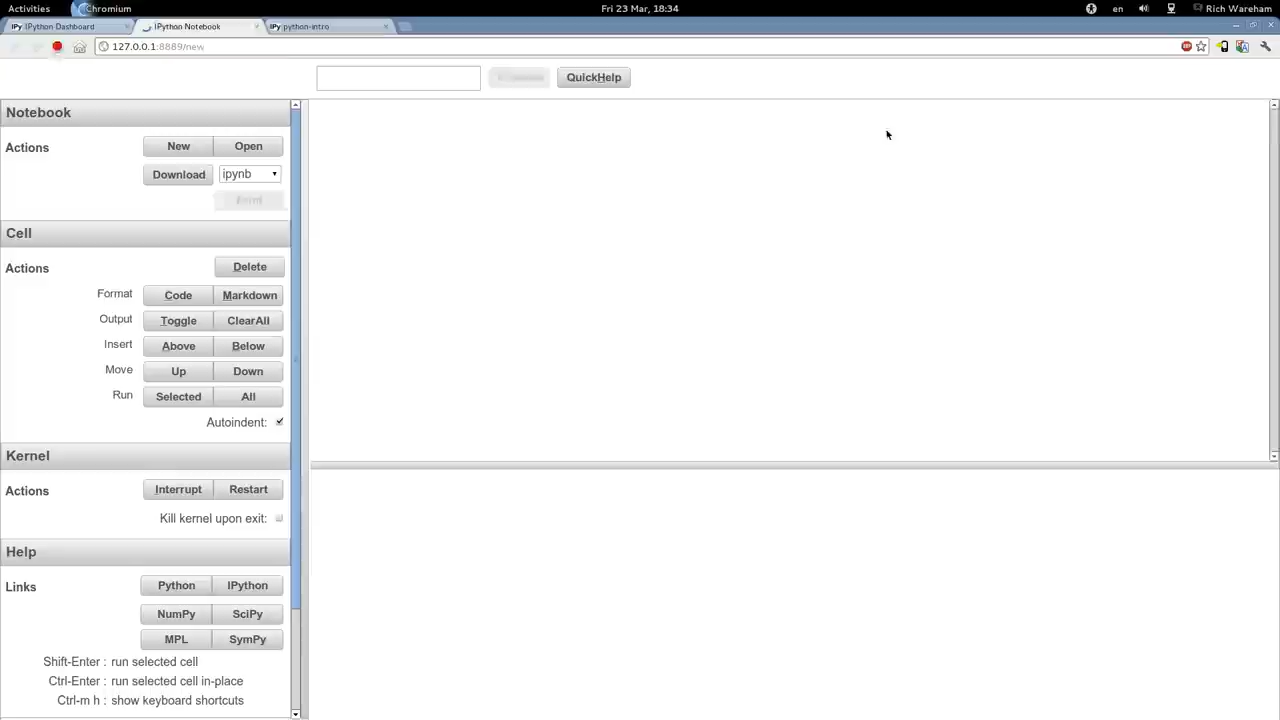 Activities Chromium Fri 23 Mar, 18:34 en Rich Wareham
IP[y] IPython Dashboard IPython Notebook IP[y] python-intro
127.0.0.1:8889/new
QuickHelp
Notebook
Actions New Open
Download ipynb
Cell
Actions Delete
Format Code Markdown
Output Toggle ClearAll
Insert Above Below
Move Up Down
Run Selected All
Autoindent:
Kernel
Actions Interrupt Restart
Kill kernel upon exit:
Help
Links Python IPython
NumPy SciPy
MPL SymPy
Shift-Enter : run selected cell
Ctrl-Enter : run selected cell in-place
Ctrl-m h : show keyboard shortcuts